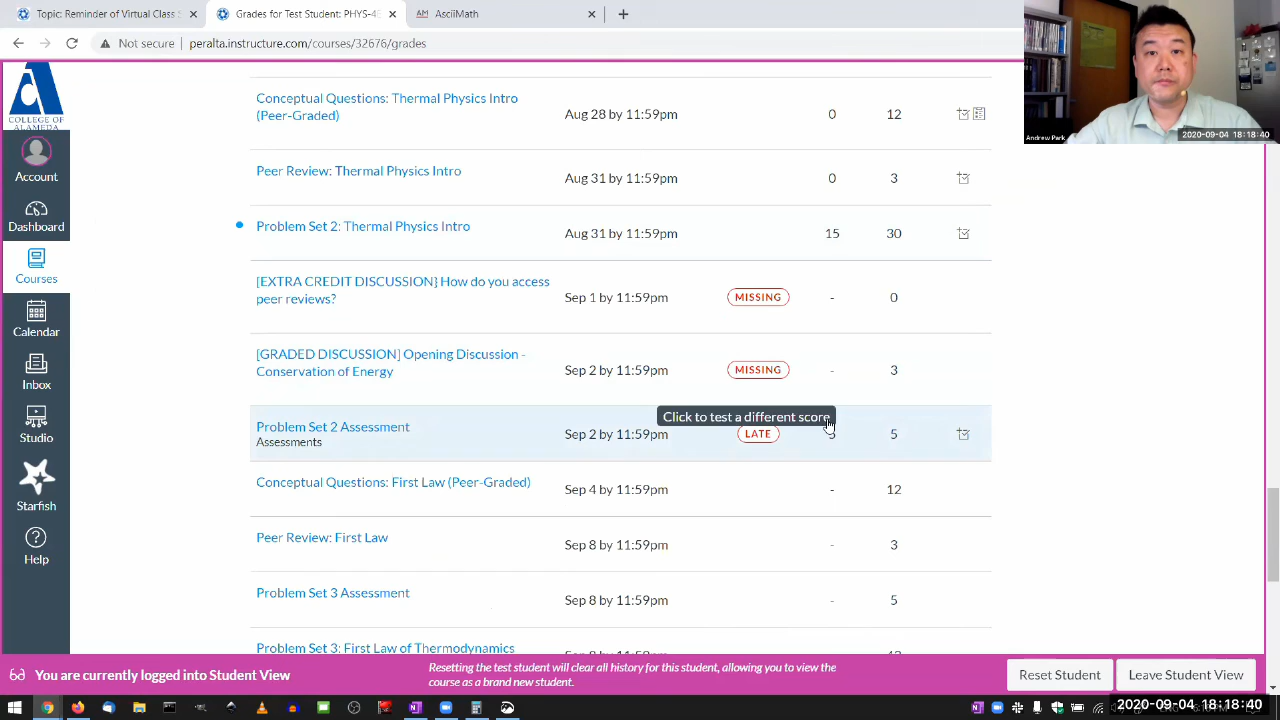 Reminder of Virtual Class S
Problem Student: PHYS-4E
AM AsciiMath
Not secure peralta.instructure.com/courses/32676/grades
Andrew Park
2020-09-04 18:18:40
COLLEGE OF
ALAMEDA
Account
Dashboard
Courses
Calendar
Inbox
Studio
Starfish
Help
Conceptual Questions: Thermal Physics Intro
(Peer-Graded)
Aug 28 by 11:59pm 0 12
Peer Review: Thermal Physics Intro Aug 31 by 11:59pm 0 3
Problem Set 2: Thermal Physics Intro Aug 31 by 11:59pm 15 30
[EXTRA CREDIT DISCUSSION] How do you access
peer reviews?
Sep 1 by 11:59pm MISSING - 0
[GRADED DISCUSSION] Opening Discussion -
Conservation of Energy
Sep 2 by 11:59pm MISSING - 3
Click to test a different score
Problem Set 2 Assessment
Assessments
Sep 2 by 11:59pm LATE 5
Conceptual Questions: First Law (Peer-Graded) Sep 4 by 11:59pm - 12
Peer Review: First Law Sep 8 by 11:59pm - 3
Problem Set 3 Assessment Sep 8 by 11:59pm - 5
Problem Set 3: First Law of Thermodynamics
You are currently logged into Student View
Resetting the test student will clear all history for this student, allowing you to view the
course as a brand new student.
Reset Student
Leave Student View
2020-09-04 18:18:40